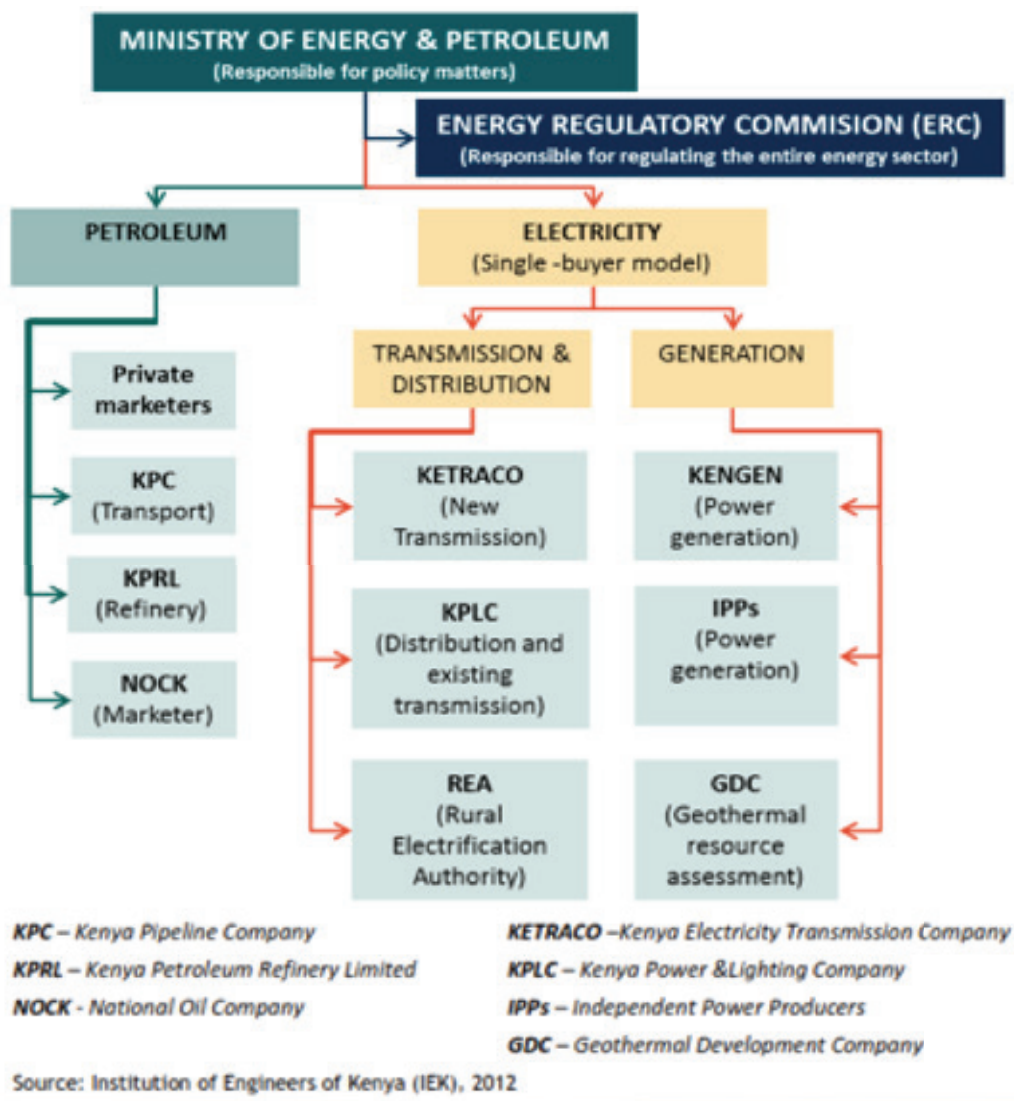 MINISTRY OF ENERGY & PETROLEUM
(Responsible for policy matters)
ENERGY REGULATORY COMMISION (ERC)
(Responsible for regulating the entire energy sector)
PETROLEUM
ELECTRICITY
(Single -buyer model)
Private
marketers
KPC
(Transport)
KPRL
(Refinery)
NOCK
(Marketer)
TRANSMISSION &
DISTRIBUTION
KETRACO
(New
Transmission)
KPLC
(Distribution and
existing
transmission)
REA
(Rural
Electrification
Authority)
GENERATION
KENGEN
(Power
generation)
IPPs
(Power
generation)
GDC
(Geothermal
resource
assessment)
KPC – Kenya Pipeline Company
KPRL – Kenya Petroleum Refinery Limited
NOCK - National Oil Company
KETRACO –Kenya Electricity Transmission Company
KPLC – Kenya Power &Lighting Company
IPPs – Independent Power Producers
GDC – Geothermal Development Company
Source: Institution of Engineers of Kenya (IEK), 2012